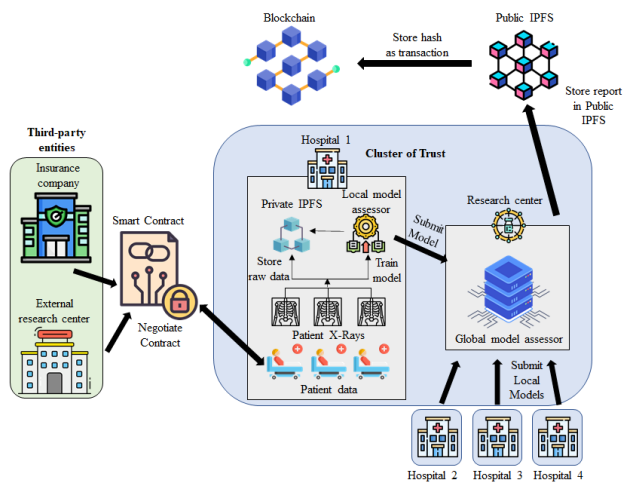 Blockchain
Public IPFS
Store hash
as transaction
Store report
in Public
IPFS
Third-party
entities
Insurance
company
External
research center
Smart Contract
Negotiate
Contract
Hospital 1
Cluster of Trust
Private IPFS
Local model
assessor
Store
raw data
Train
model
Patient X-Rays
Patient data
Submit
Model
Research center
Global model assessor
Submit
Local
Models
Hospital 2
Hospital 3
Hospital 4